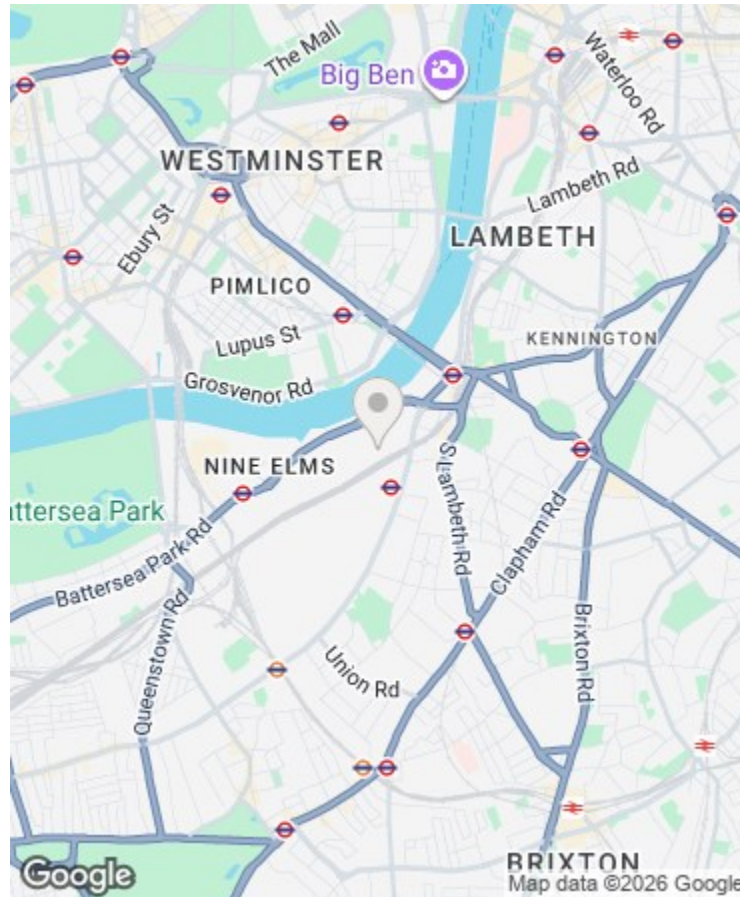 The Mall
Big Ben
Waterloo Rd
WESTMINSTER
Lambeth Rd
Ebury St
LAMBETH
PIMLICO
Lupus St
KENNINGTON
Grosvenor Rd
NINE ELMS
S Lambeth Rd
Clapham Rd
attersea Park
Battersea Park Rd
Queenstown Rd
Brixton Rd
Union Rd
BRIXTON
Google
Map data ©2026 Google